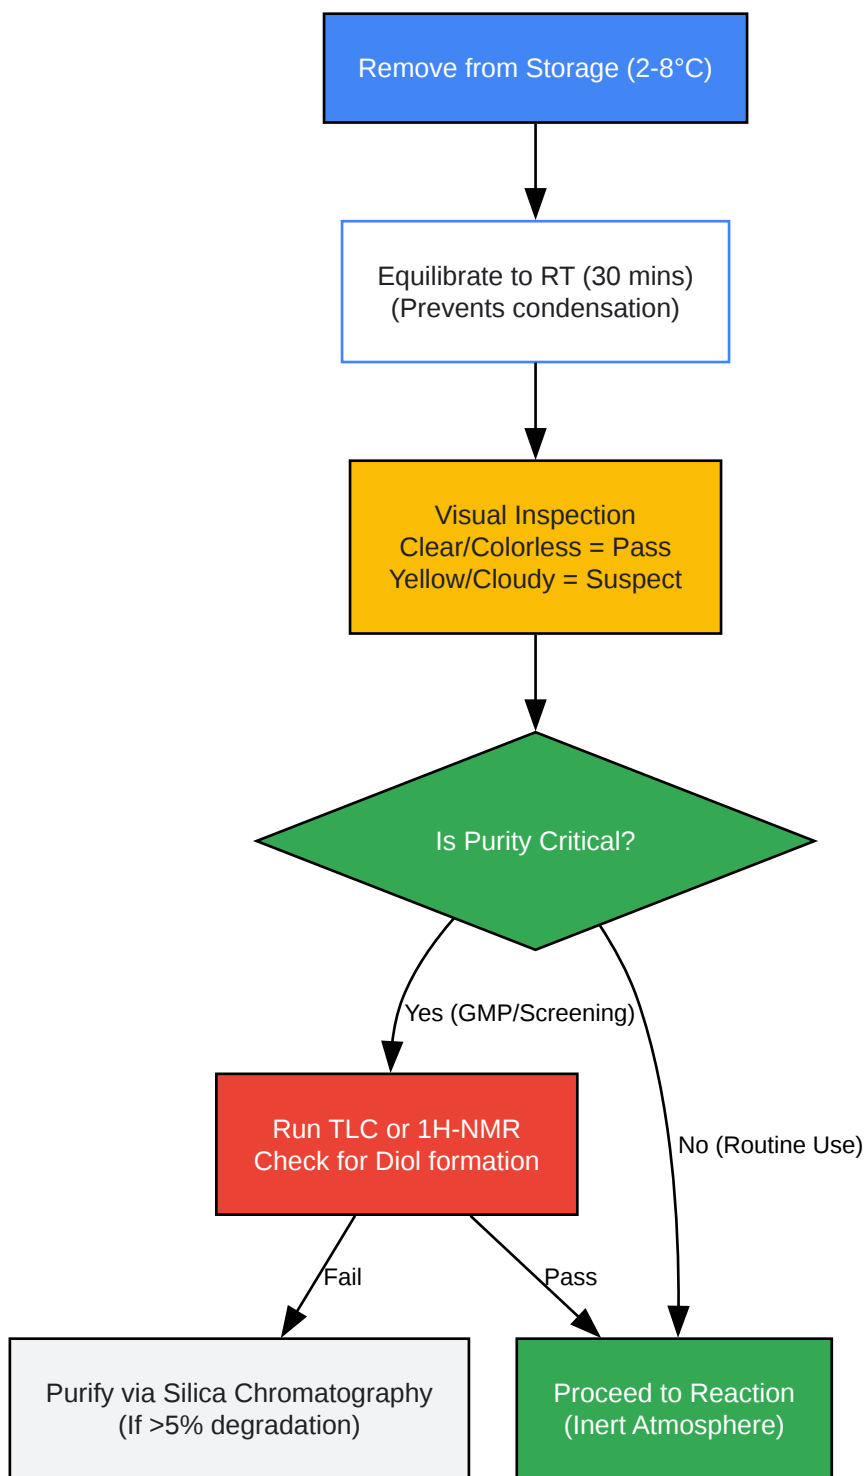 Remove from Storage (2-8°C)
Equilibrate to RT (30 mins)
(Prevents condensation)
Visual Inspection
Clear/Colorless = Pass
Yellow/Cloudy = Suspect
Is Purity Critical?
Yes (GMP/Screening)
Run TLC or 1H-NMR
Check for Diol formation
No (Routine Use)
Fail
Pass
Purify via Silica Chromatography
(If >5% degradation)
Proceed to Reaction
(Inert Atmosphere)